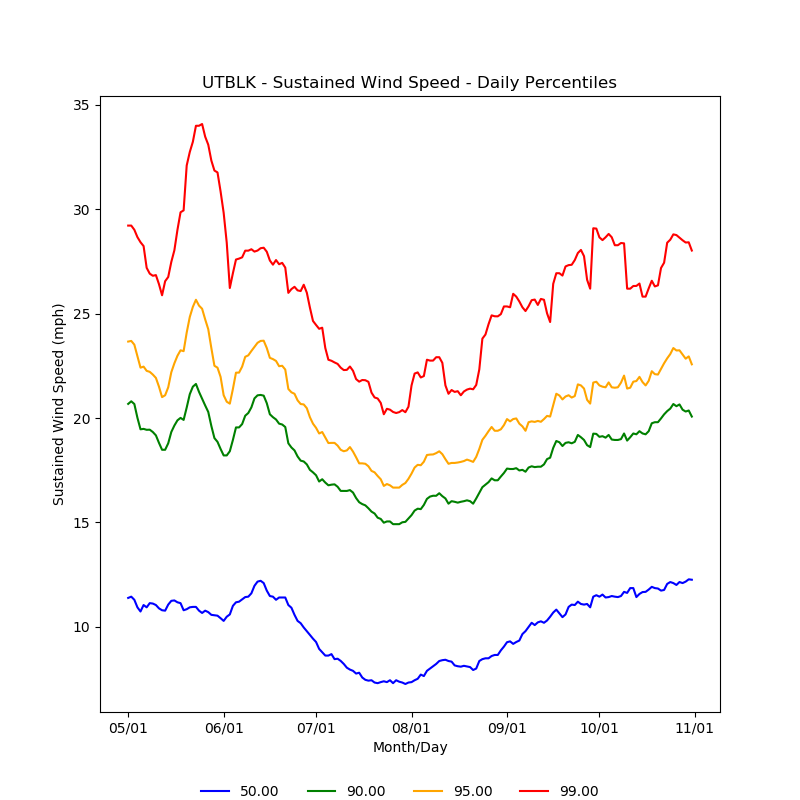 UTBLK - Sustained Wind Speed - Daily Percentiles
35
30
25
20
15
10
Sustained Wind Speed (mph)
05/01 06/01 07/01 08/01 09/01 10/01 11/01
Month/Day
50.00 90.00 95.00 99.00